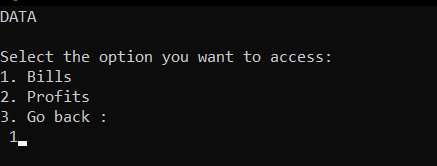 DATA
Select the option you want to access:
1. Bills
2. Profits
3. Go back :
1